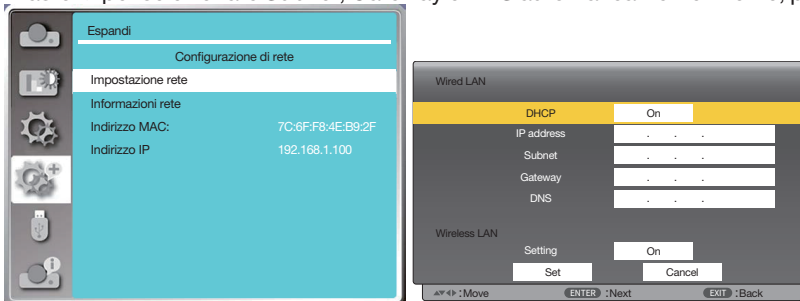 Espandi
Configurazione di rete
Impostazione rete
Informazioni rete
Indirizzo MAC: 7C:6F:F8:4E:B9:2F
Indirizzo IP 192.168.1.100
Wired LAN
DHCP On
IP address . . .
Subnet . . .
Gateway . . .
DNS . . .
Wireless LAN
Setting On
Set Cancel
:Move ENTER :Next EXIT :Back